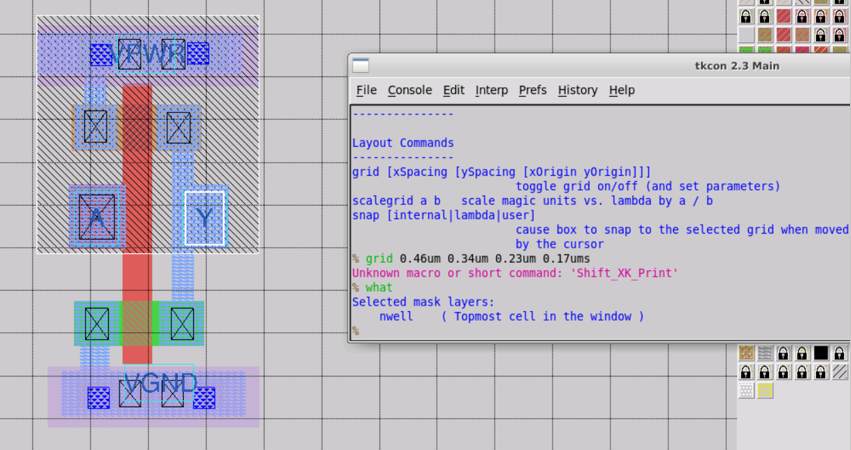 VPWR
A
Y
VGND
tkcon 2.3 Main
File Console Edit Interp Prefs History Help
---------------
Layout Commands
---------------
grid [xSpacing [ySpacing [xOrigin yOrigin]]]
toggle grid on/off (and set parameters)
scalegrid a b scale magic units vs. lambda by a / b
snap [internal|lambda|user]
cause box to snap to the selected grid when moved
by the cursor
% grid 0.46um 0.34um 0.23um 0.17ums
Unknown macro or short command: 'Shift_XK_Print'
% what
Selected mask layers:
nwell ( Topmost cell in the window )
%